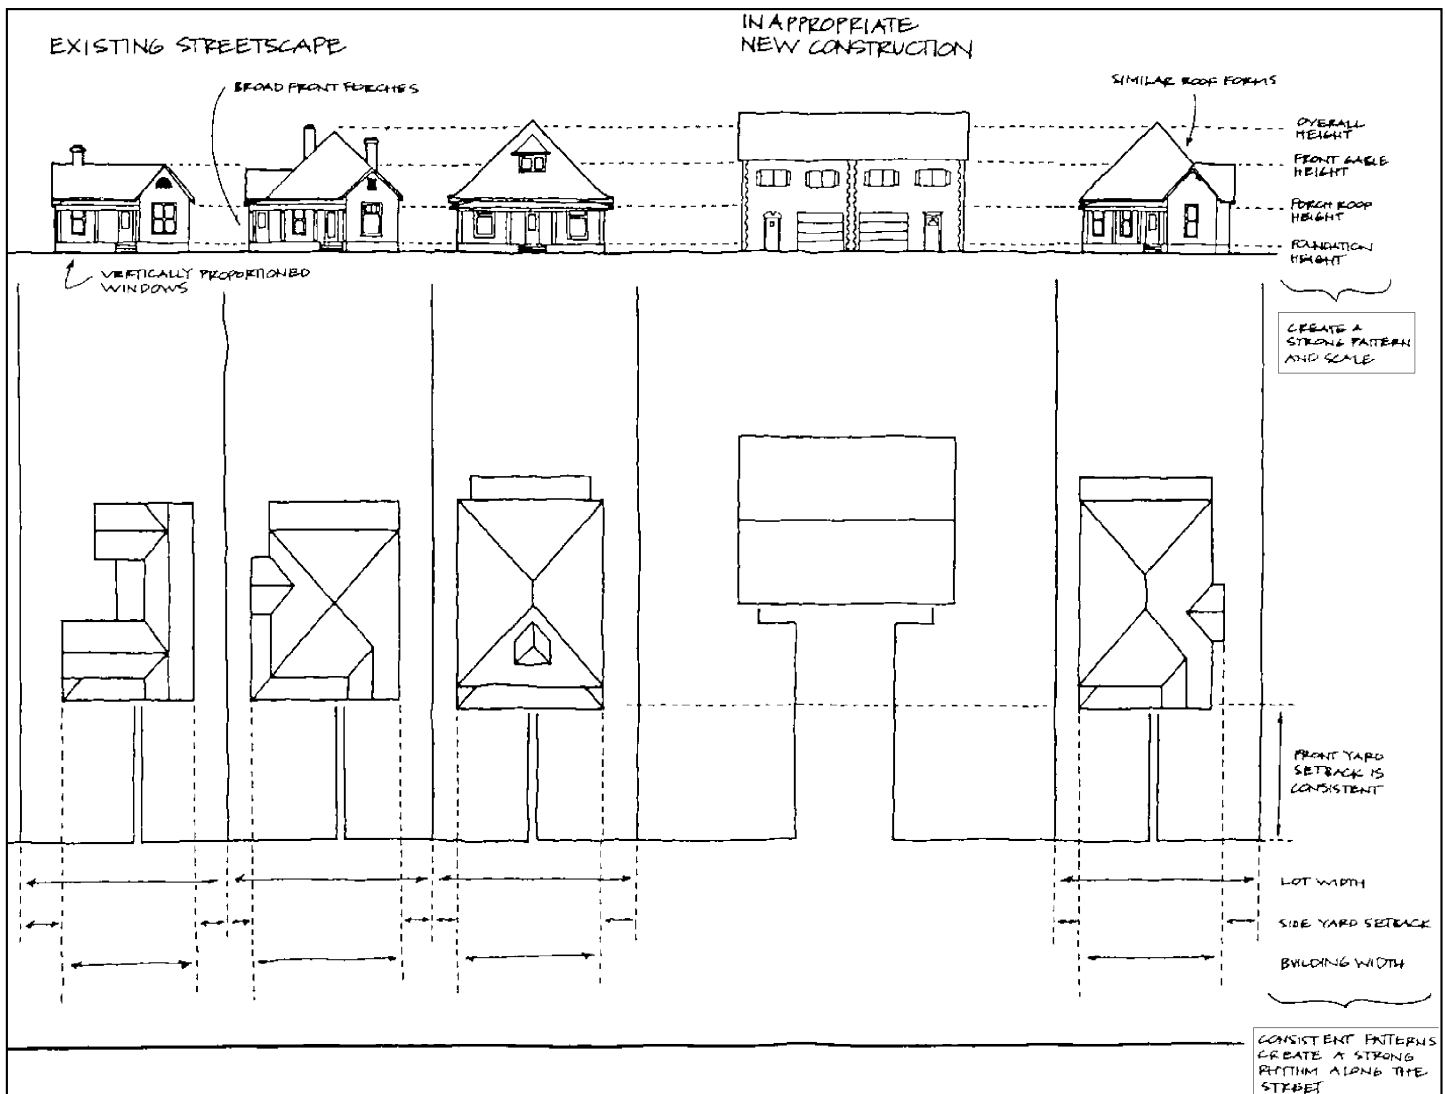 EXISTING STREETSCAPE
INAPPROPRIATE
NEW CONSTRUCTION
BROAD FRONT PORCHES
SIMILAR ROOF FORMS
OVERALL
HEIGHT
FRONT GABLE
HEIGHT
PORCH ROOF
HEIGHT
FOUNDATION
HEIGHT
VERTICALLY PROPORTIONED
WINDOWS
CREATE A
STRONG PATTERN
AND SCALE
FRONT YARD
SETBACK IS
CONSISTENT
LOT WIDTH
SIDE YARD SETBACK
BUILDING WIDTH
CONSISTENT PATTERNS
CREATE A STRONG
RHYTHM ALONG THE
STREET